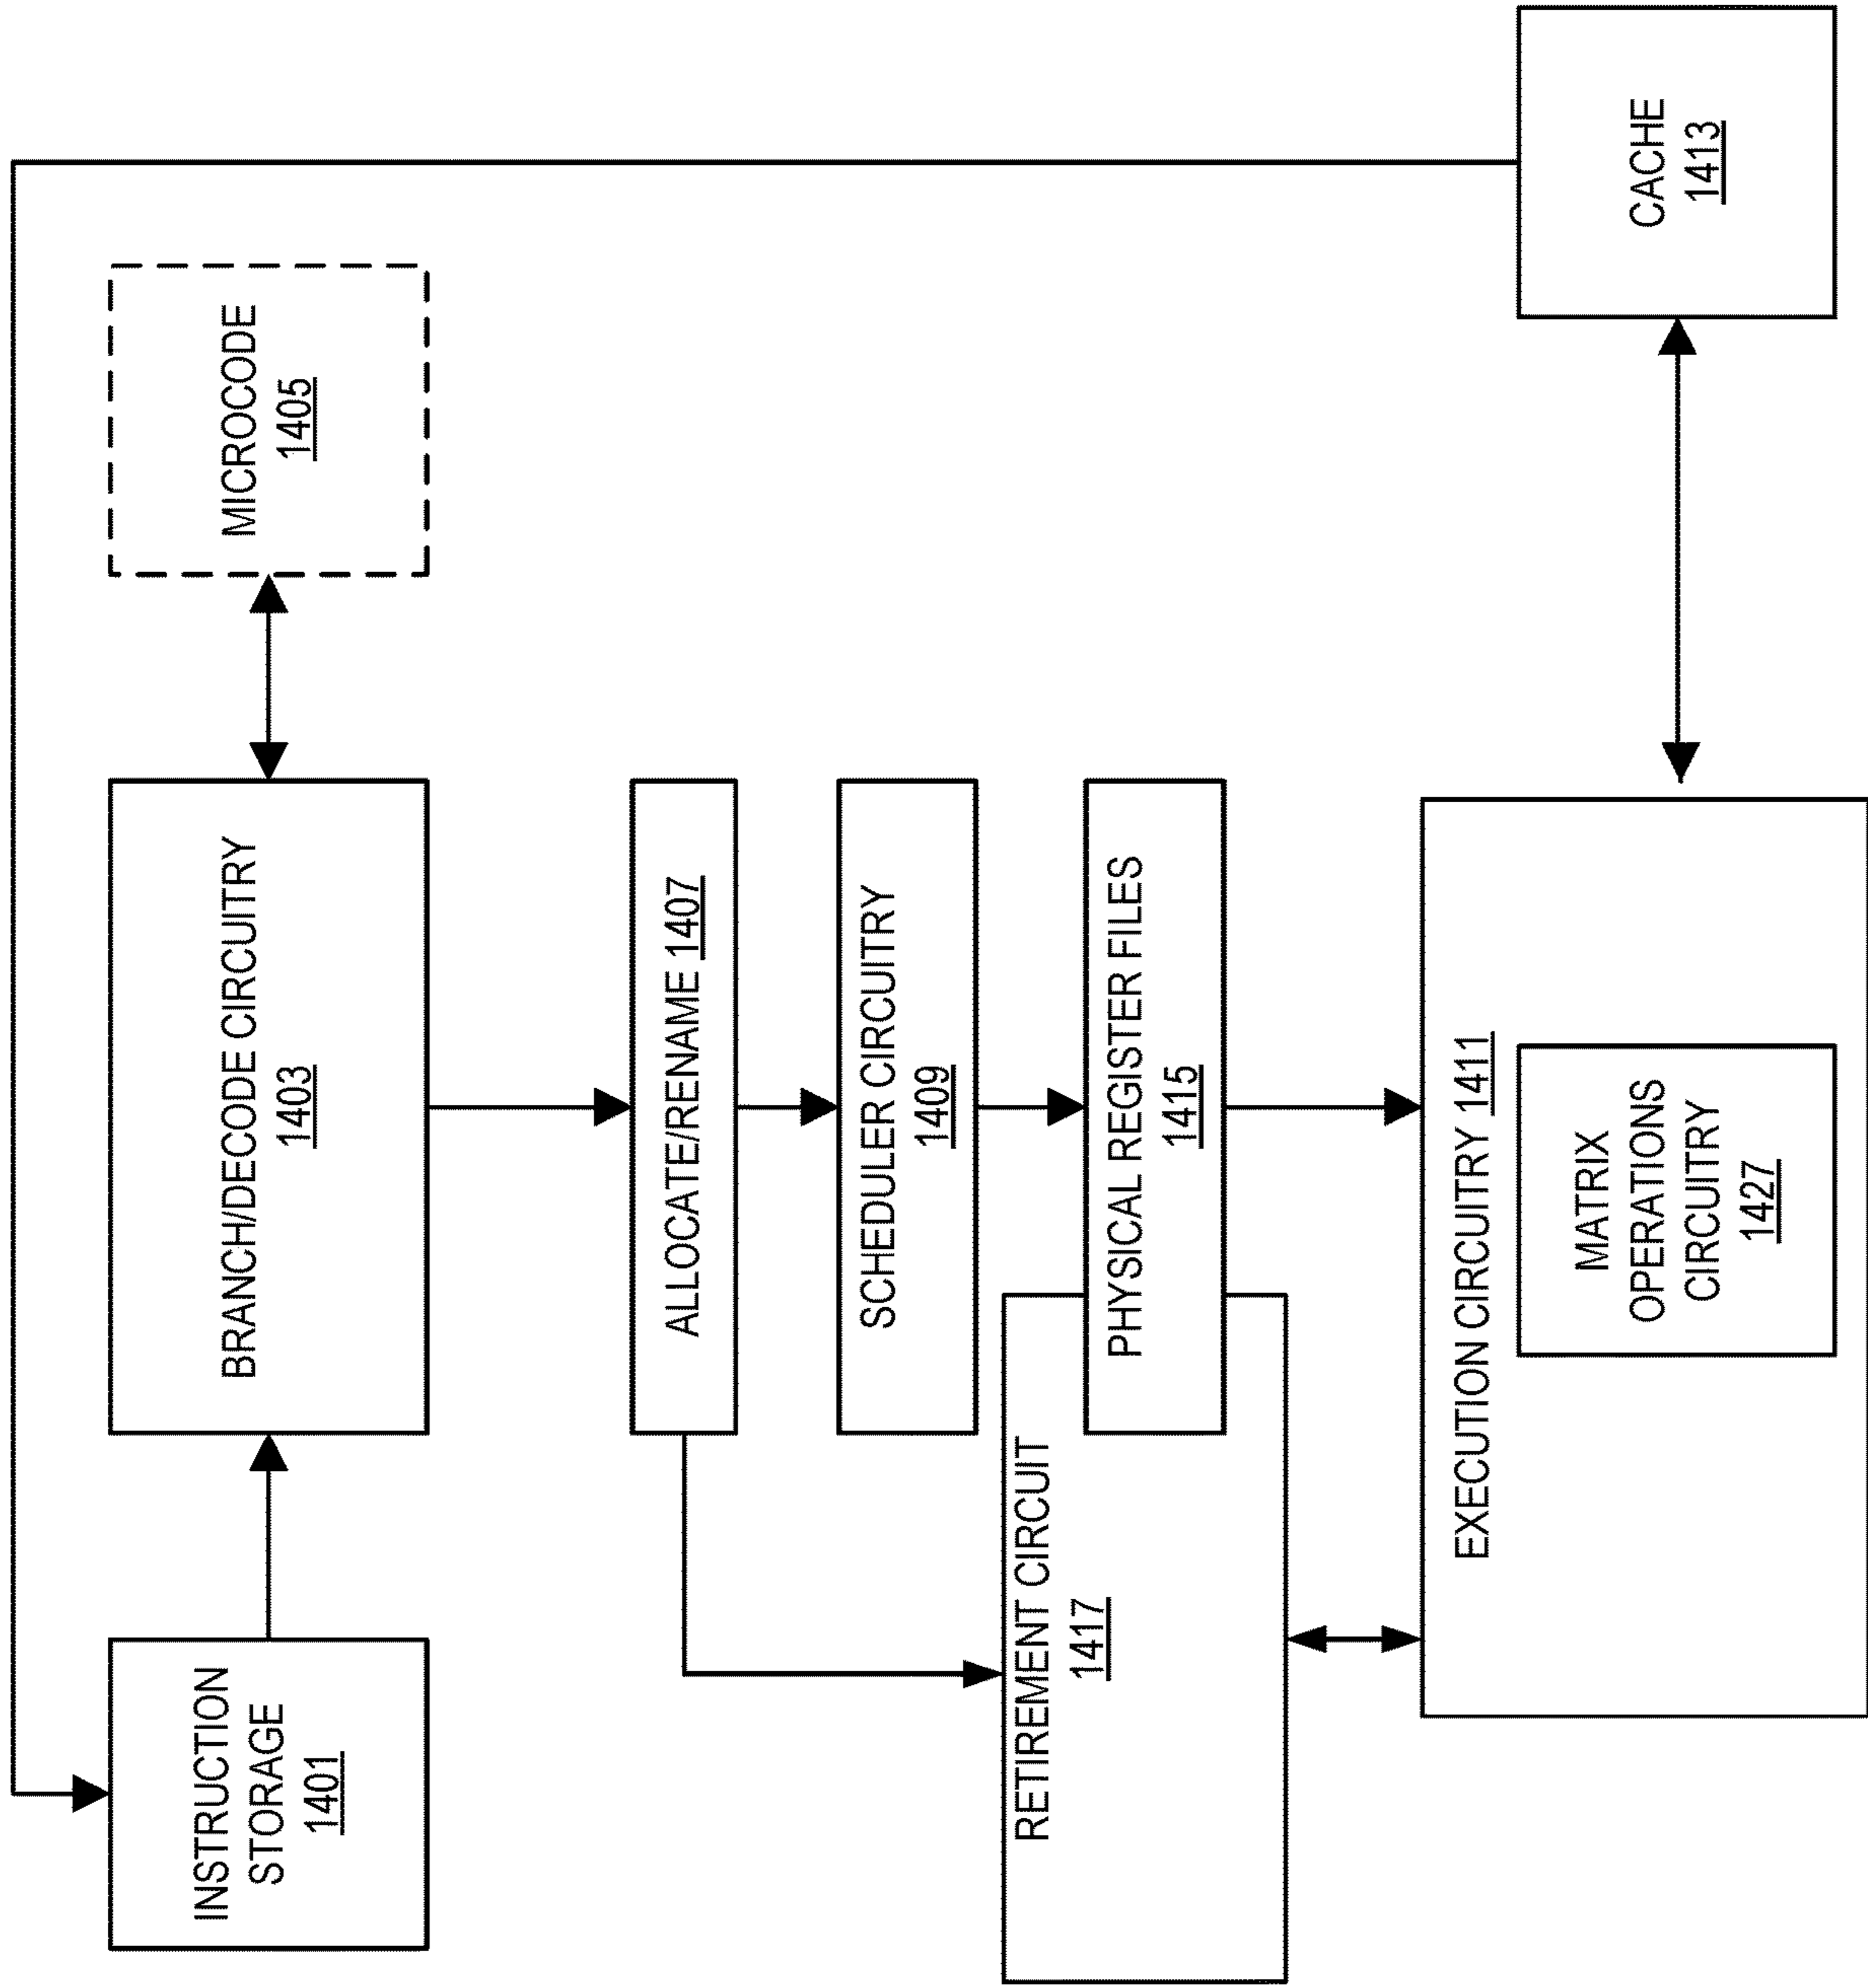 INSTRUCTION
STORAGE
1401
BRANCH/DECODE CIRCUITRY
1403
MICROCODE
1405
ALLOCATE/RENAME 1407
SCHEDULER CIRCUITRY
1409
RETIREMENT CIRCUIT
1417
PHYSICAL REGISTER FILES
1415
EXECUTION CIRCUITRY 1411
MATRIX
OPERATIONS
CIRCUITRY
1427
CACHE
1413